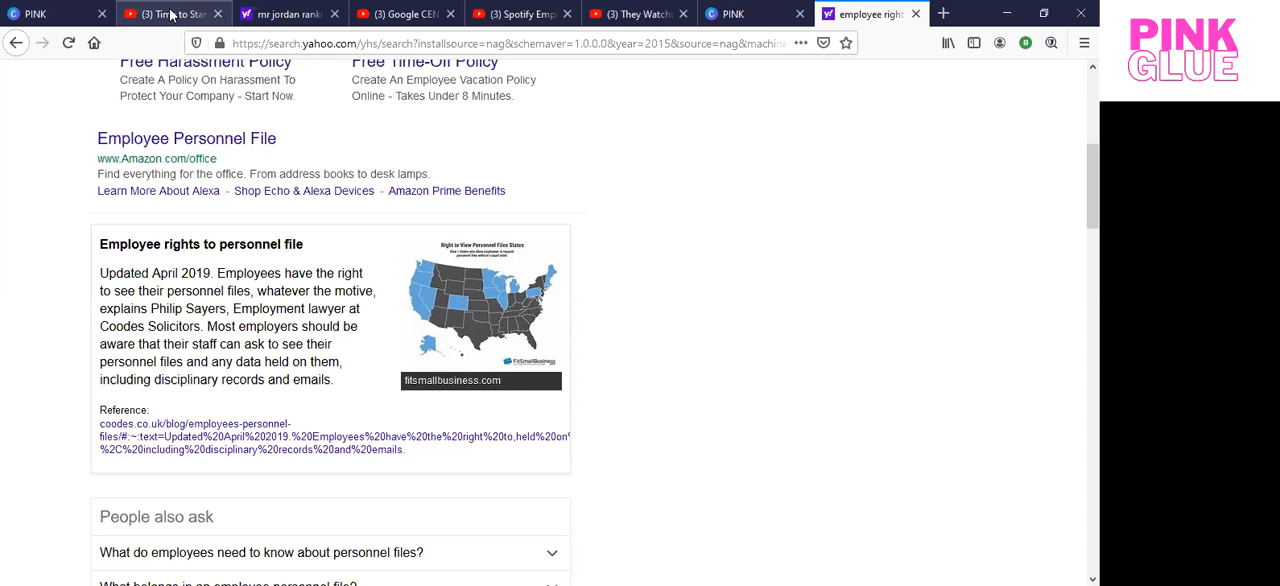 PINK
(3) Time to Star
mr jordan ranki
(3) Google CEN
(3) Spotify Emp
(3) They Watch
PINK
employee right
https://search.yahoo.com/yhs/search?installsource=nag&schemaver=1.0.0.0&year=2015&source=nag&machin
PINK
GLUE
Free Harassment Policy
Create A Policy On Harassment To
Protect Your Company - Start Now.
Free Time-Off Policy
Create An Employee Vacation Policy
Online - Takes Under 8 Minutes.
Employee Personnel File
www.Amazon.com/office
Find everything for the office. From address books to desk lamps.
Learn More About Alexa - Shop Echo & Alexa Devices - Amazon Prime Benefits
Employee rights to personnel file
Updated April 2019. Employees have the right
to see their personnel files, whatever the motive,
explains Philip Sayers, Employment lawyer at
Coodes Solicitors. Most employers should be
aware that their staff can ask to see their
personnel files and any data held on them,
including disciplinary records and emails.
Right to View Personnel Files States
FitSmallBusiness
fitsmallbusiness.com
Reference:
coodes.co.uk/blog/employees-personnel-
files/#:~:text=Updated%20April%202019.%20Employees%20have%20the%20right%20to,held%20on%
%2C%20including%20disciplinary%20records%20and%20emails.
People also ask
What do employees need to know about personnel files?
What belongs in an employee personnel file?